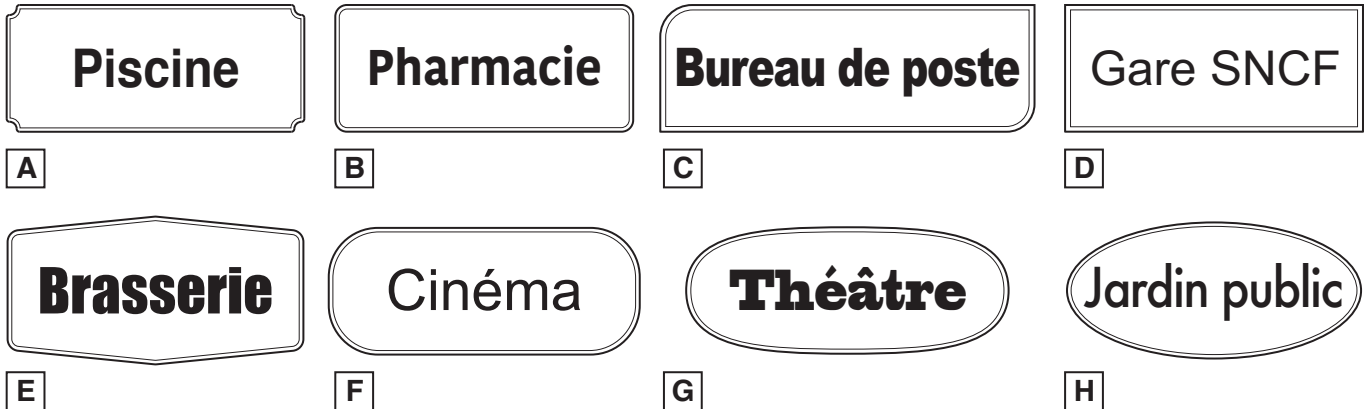 Piscine
Pharmacie
Bureau de poste
Gare SNCF
A
B
C
D
Brasserie
Cinéma
Théâtre
Jardin public
E
F
G
H